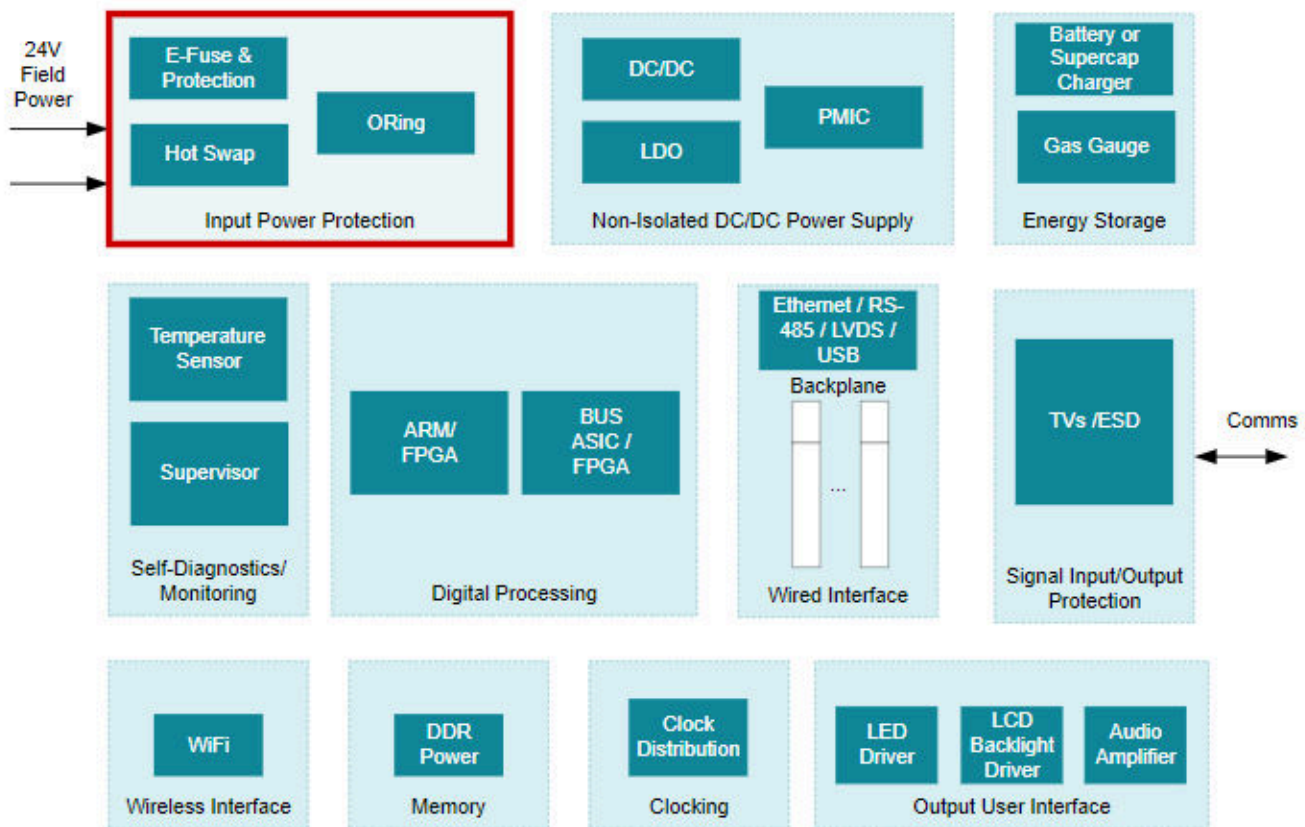 24V
Field
Power
E-Fuse &
Protection
Hot Swap
ORing
Input Power Protection
DC/DC
LDO
PMIC
Non-Isolated DC/DC Power Supply
Battery or
Supercap
Charger
Gas Gauge
Energy Storage
Temperature
Sensor
Supervisor
Self-Diagnostics/
Monitoring
ARM/
FPGA
BUS
ASIC /
FPGA
Digital Processing
Ethernet / RS-
485 / LVDS /
USB
Backplane
...
Wired Interface
TVs /ESD
Signal Input/Output
Protection
Comms
WiFi
Wireless Interface
DDR
Power
Memory
Clock
Distribution
Clocking
LED
Driver
LCD
Backlight
Driver
Audio
Amplifier
Output User Interface